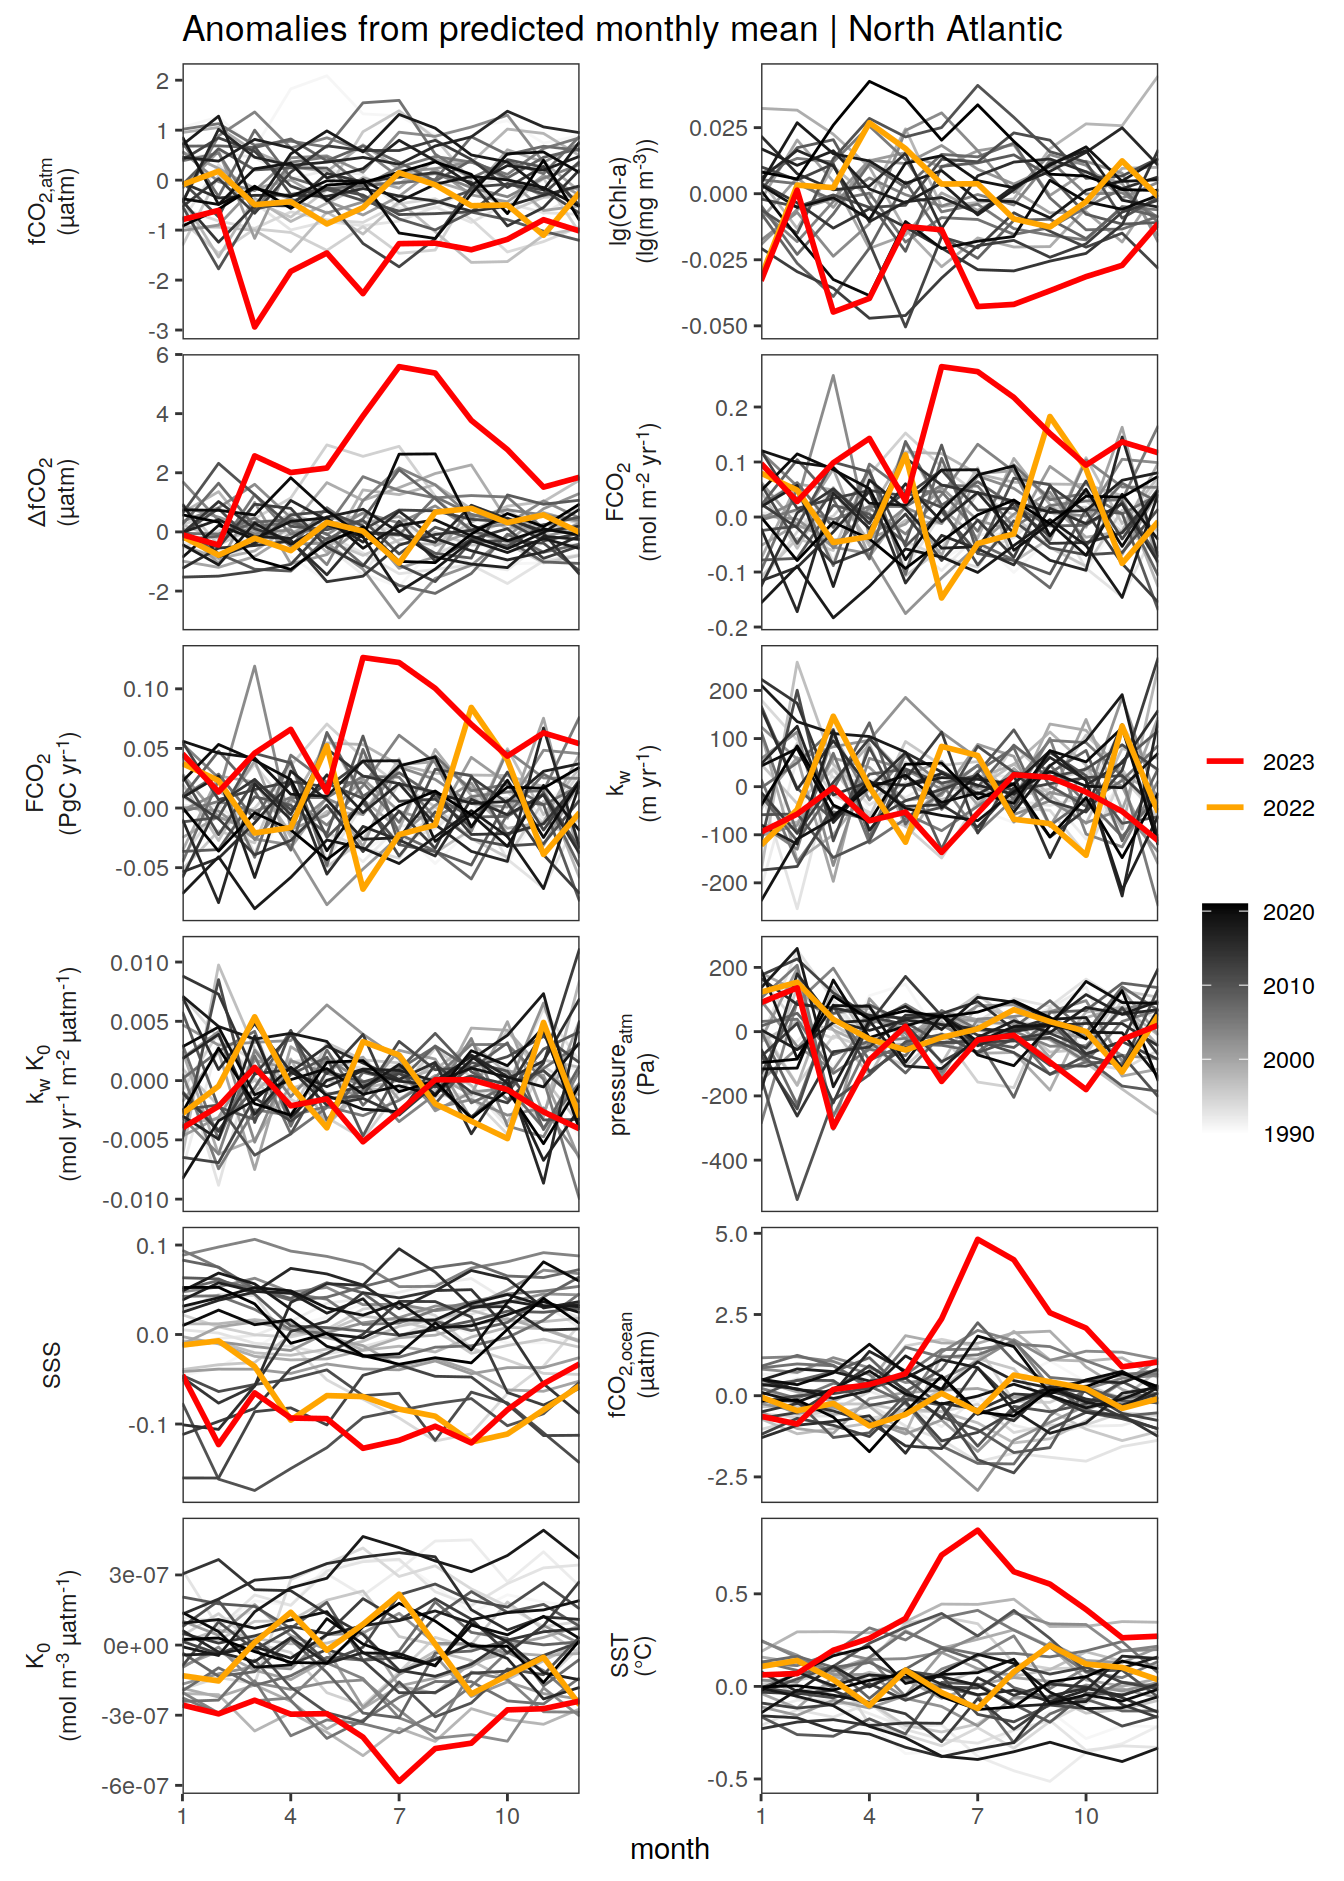 Anomalies from predicted monthly mean | North Atlantic
fCO2,atm
(µatm)
2
1
0
-1
-2
-3
lg(Chl-a)
(lg(mg m-3))
0.025
0.000
-0.025
-0.050
ΔfCO2
(µatm)
6
4
2
0
-2
FCO2
(mol m-2 yr-1)
0.2
0.1
0.0
-0.1
-0.2
FCO2
(PgC yr-1)
0.10
0.05
0.00
-0.05
kw
(m yr-1)
200
100
0
-100
-200
kw K0
(mol yr-1 m-2 µatm-1)
0.010
0.005
0.000
-0.005
-0.010
pressureatm
(Pa)
200
0
-200
-400
SSS
0.1
0.0
-0.1
fCO2,ocean
(µatm)
5.0
2.5
0.0
-2.5
K0
(mol m-3 µatm-1)
3e-07
0e+00
-3e-07
-6e-07
SST
(°C)
0.5
0.0
-0.5
1 4 7 10
1 4 7 10
month
2023
2022
2020
2010
2000
1990